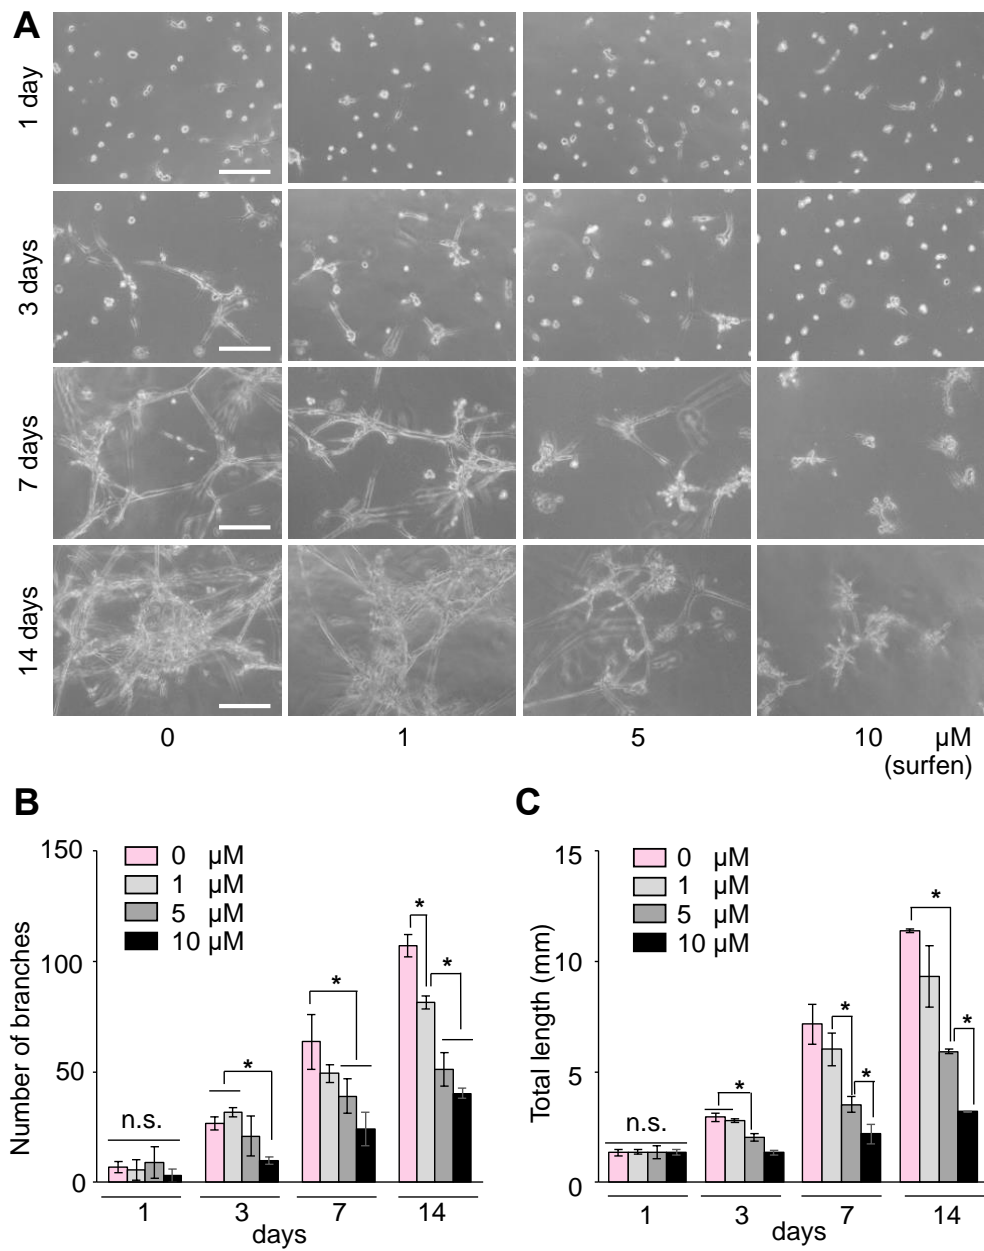 A
1 day
3 days
7 days
14 days
0
1
5
10 µM
(surfen)
B
Number of branches
150
100
50
0
0 µM
1 µM
5 µM
10 µM
n.s.
*
*
*
*
1
3
7
14
days
C
Total length (mm)
15
10
5
0
0 µM
1 µM
5 µM
10 µM
n.s.
*
*
*
*
*
1
3
7
14
days